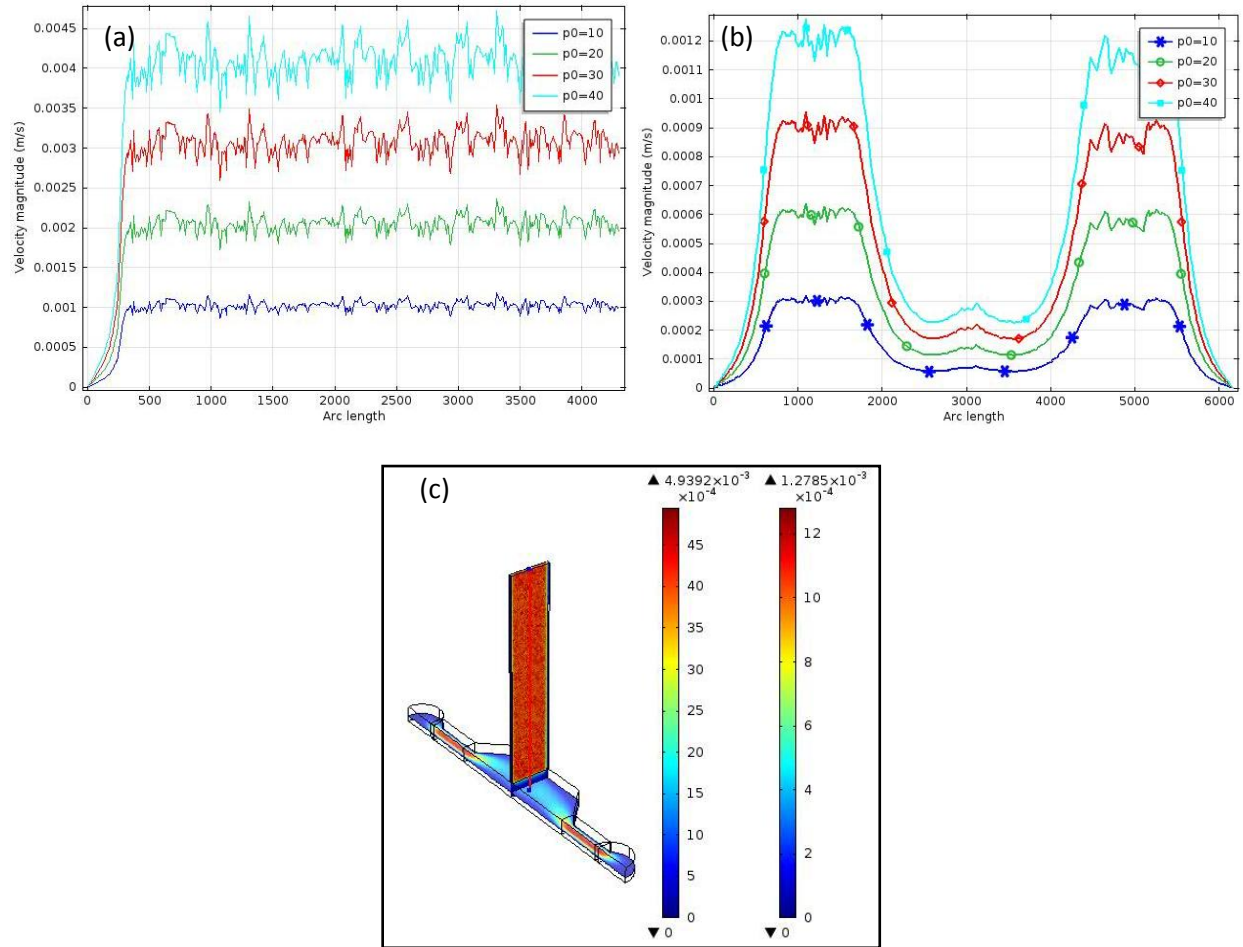 (a)
p0=10
p0=20
p0=30
p0=40
Velocity magnitude (m/s)
0.0045
0.004
0.0035
0.003
0.0025
0.002
0.0015
0.001
0.0005
0
0 500 1000 1500 2000 2500 3000 3500 4000
Arc length
(b)
p0=10
p0=20
p0=30
p0=40
Velocity magnitude (m/s)
0.0012
0.0011
0.001
0.0009
0.0008
0.0007
0.0006
0.0005
0.0004
0.0003
0.0002
0.0001
0
0 1000 2000 3000 4000 5000 6000
Arc length
(c)
▲ 4.9392×10⁻³
×10⁻⁴
45
40
35
30
25
20
15
10
5
0
▼ 0
▲ 1.2785×10⁻³
×10⁻⁴
12
10
8
6
4
2
0
▼ 0